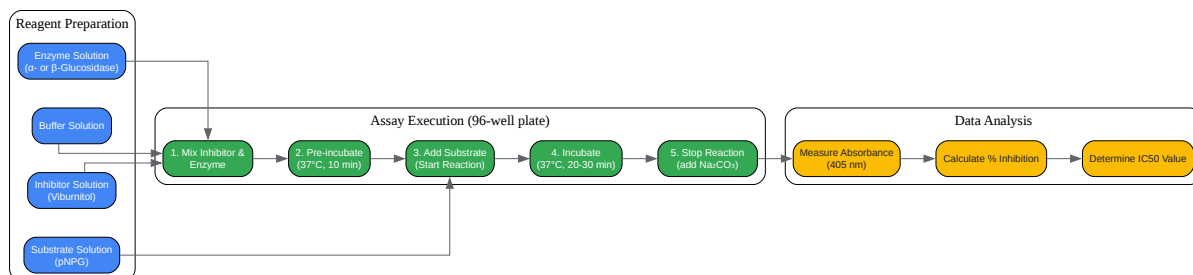 Reagent Preparation
Enzyme Solution
(α- or β-Glucosidase)
Buffer Solution
Inhibitor Solution
(Viburnitol)
Substrate Solution
(pNPG)
Assay Execution (96-well plate)
1. Mix Inhibitor &
Enzyme
2. Pre-incubate
(37°C, 10 min)
3. Add Substrate
(Start Reaction)
4. Incubate
(37°C, 20-30 min)
5. Stop Reaction
(add Na₂CO₃)
Data Analysis
Measure Absorbance
(405 nm)
Calculate % Inhibition
Determine IC50 Value